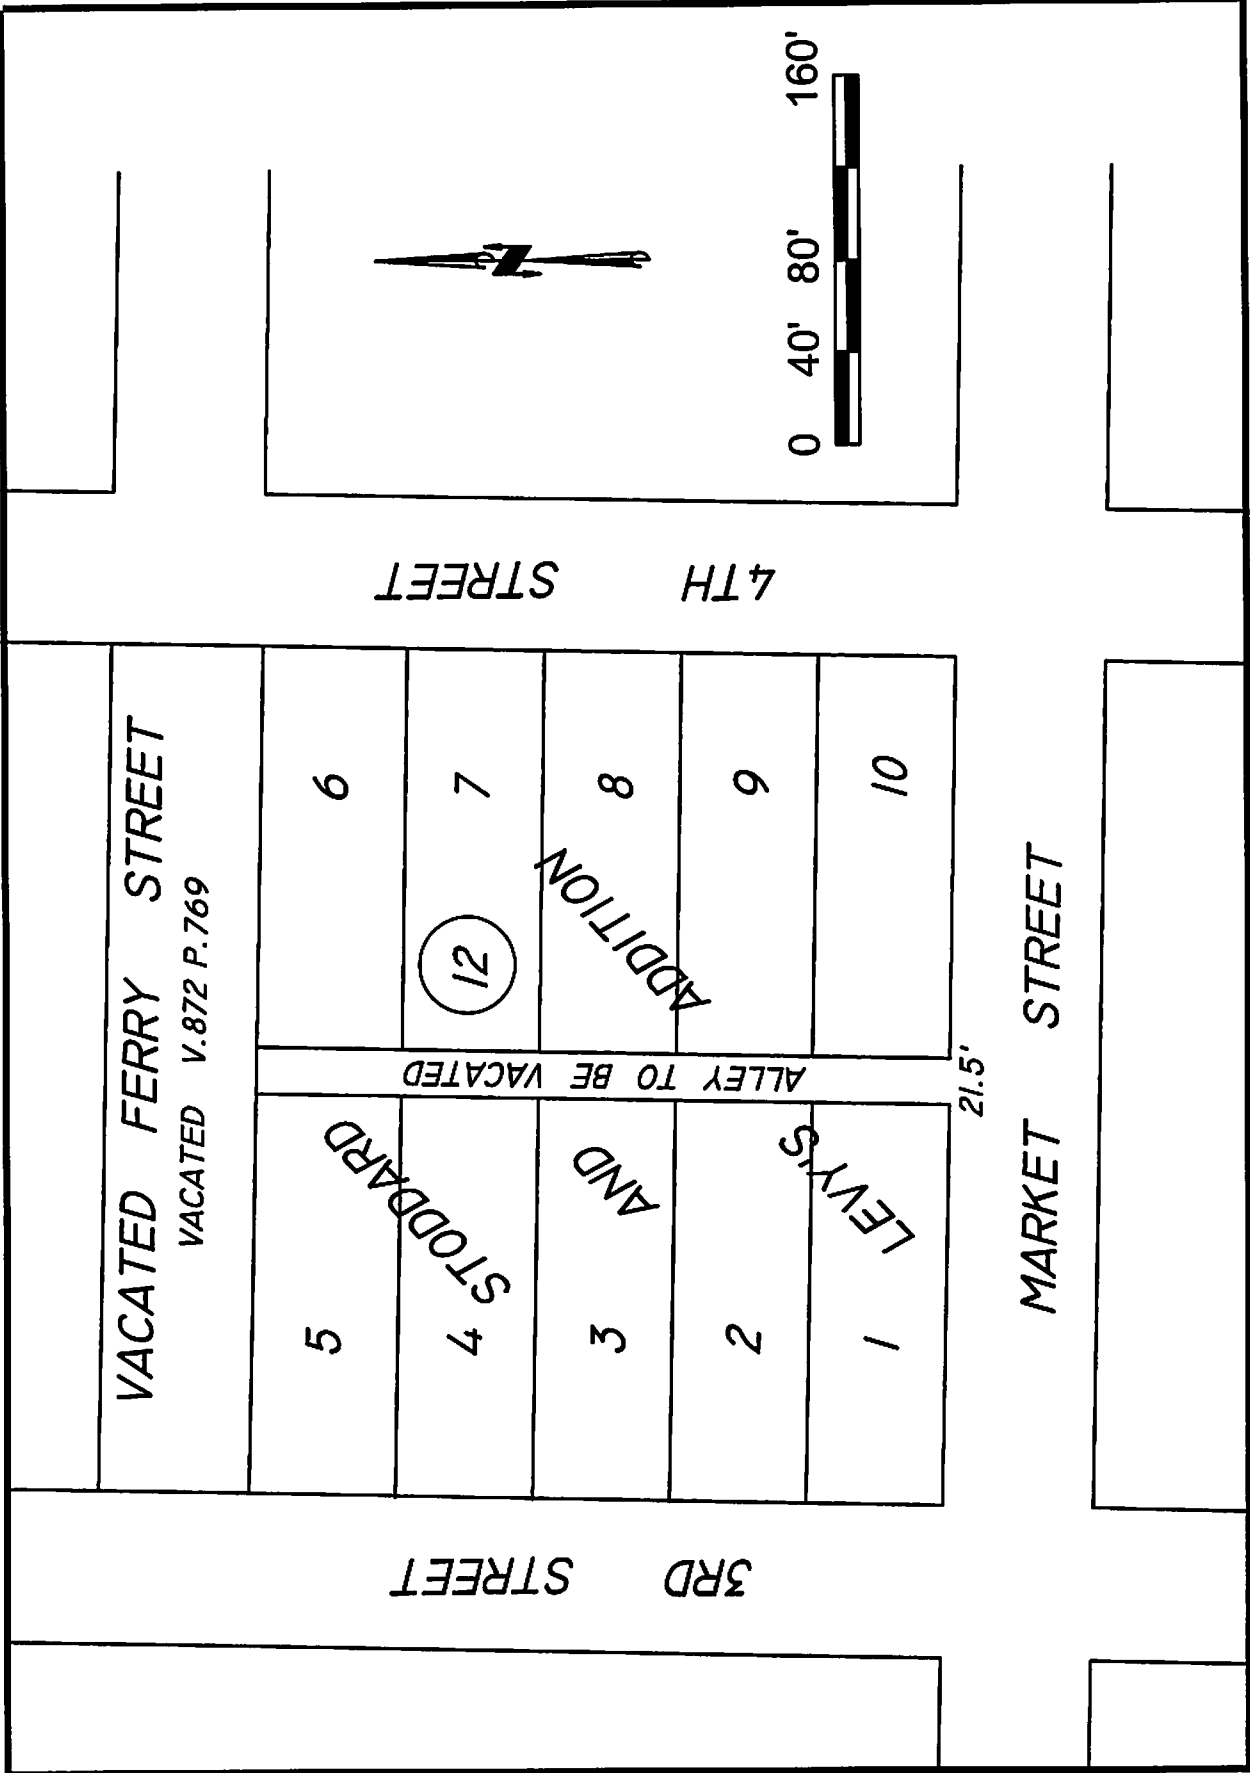 VACATED FERRY STREET
VACATED V.872 P.769
3RD STREET
4TH STREET
5
6
4
7
12
3
8
2
9
1
10
LEVY'S
AND
STODDARD
ADDITION
ALLEY TO BE VACATED
21.5'
MARKET STREET
0 40' 80' 160'
N